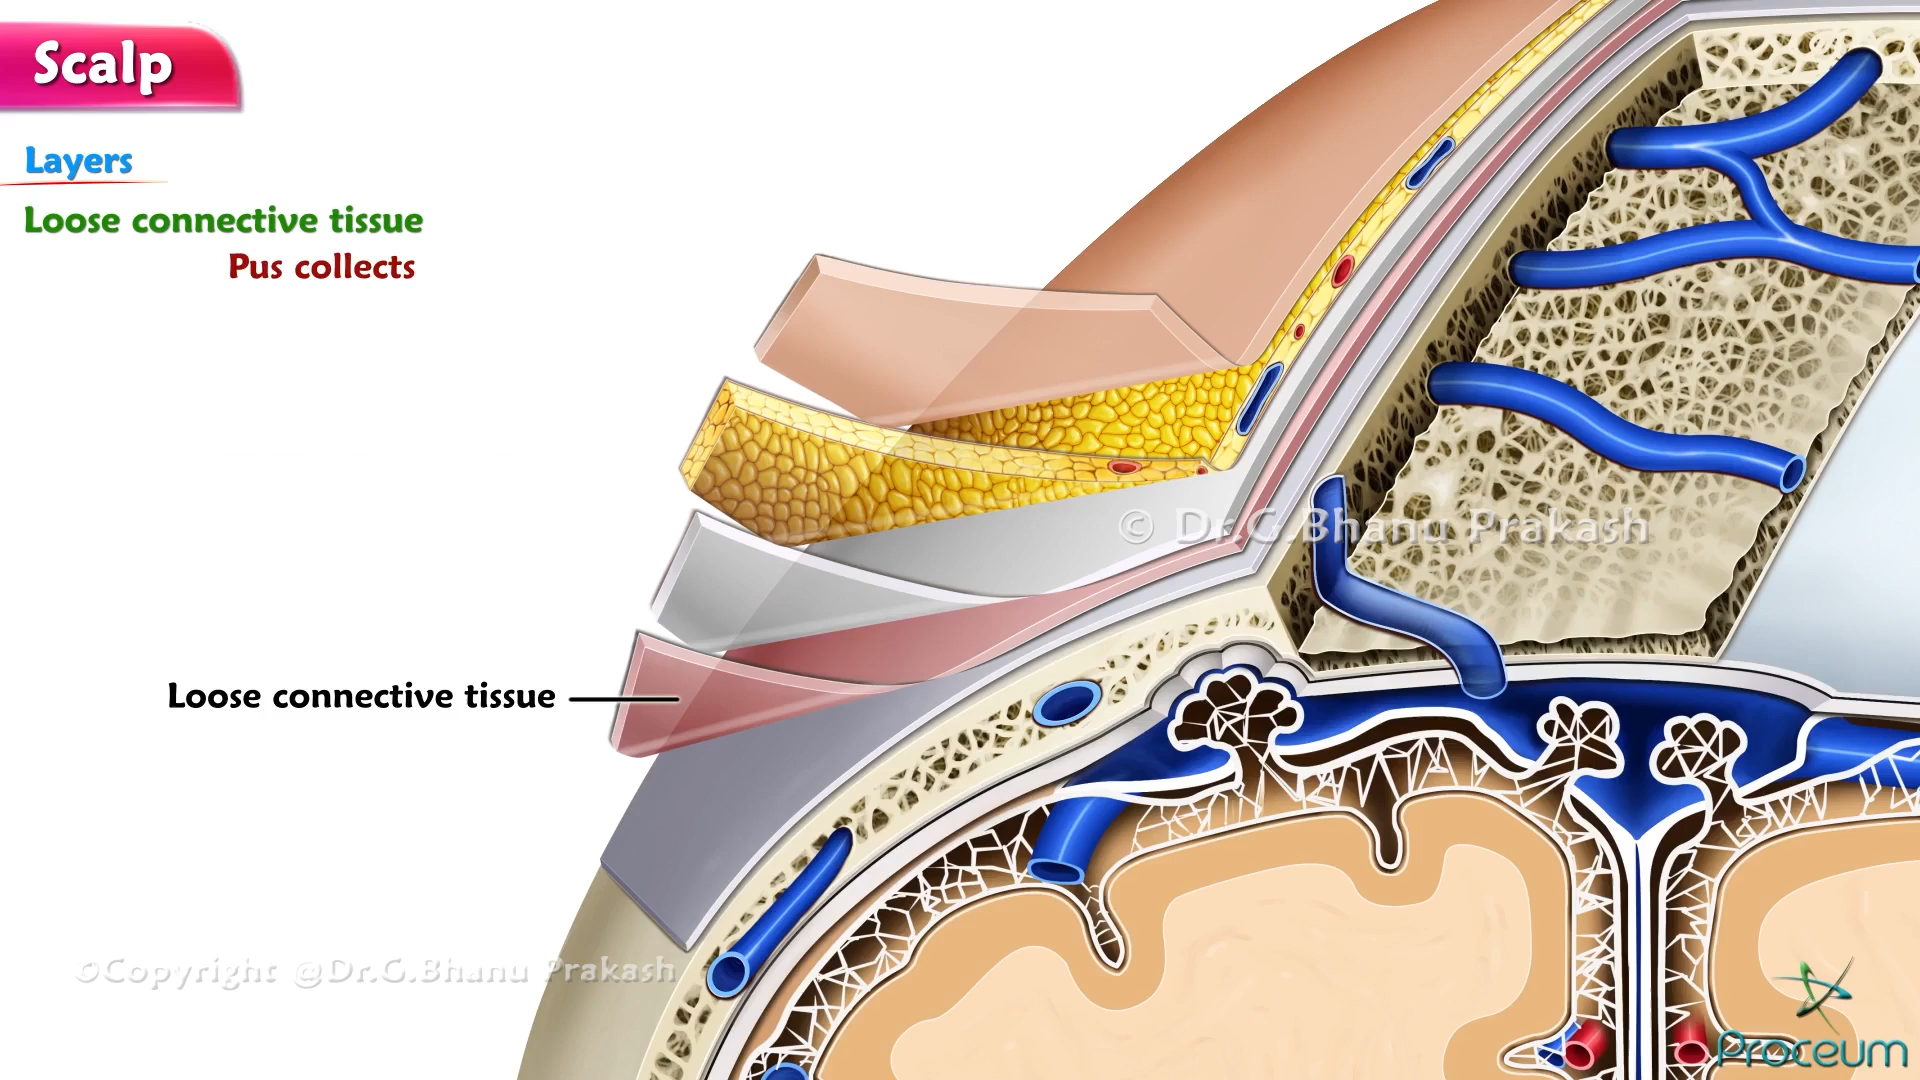 Scalp
Layers
Loose connective tissue
Pus collects
© Dr.G.Bhanu Prakash
Loose connective tissue
©Copyright @Dr.G.Bhanu Prakash
Proceum